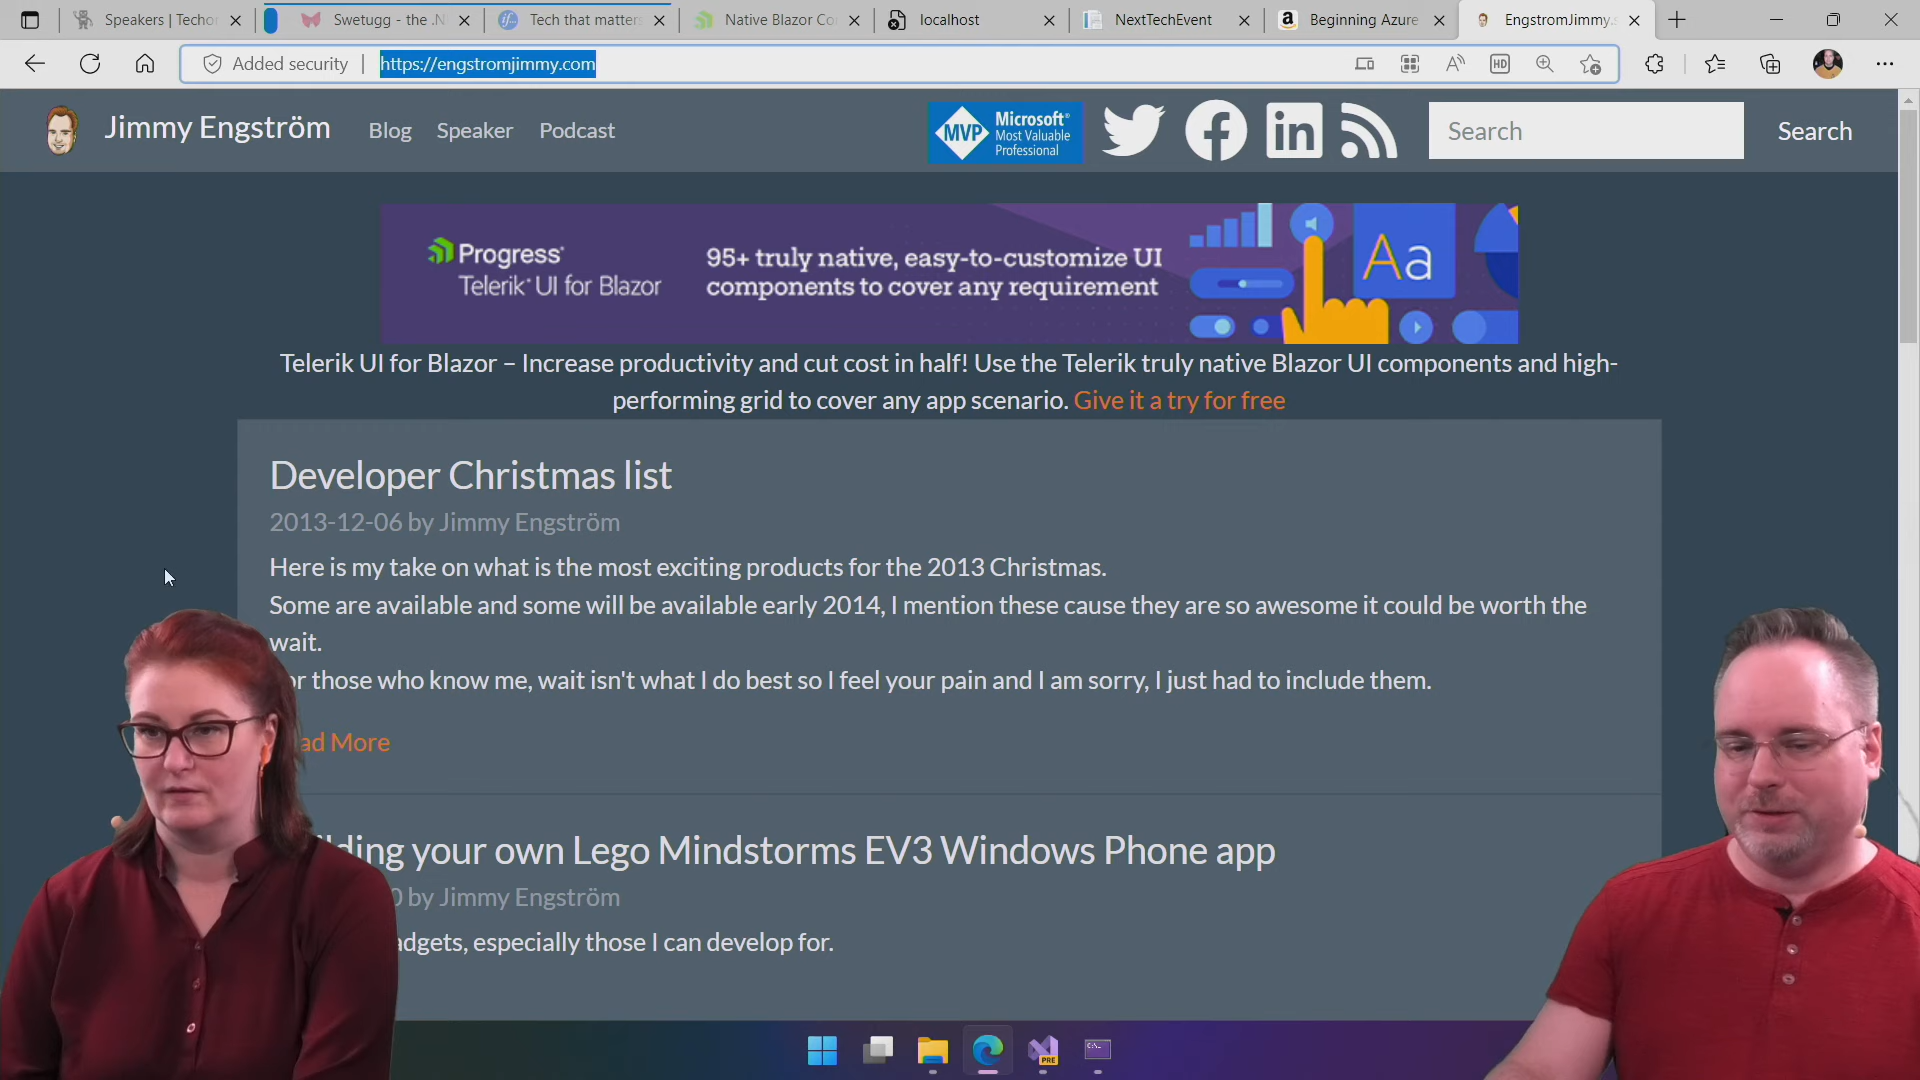 Speakers | Techor
Swetugg - the .N
Tech that matters
Native Blazor Co
localhost
NextTechEvent
Beginning Azure
EngstromJimmy.s
Added security
https://engstromjimmy.com
HD
Jimmy Engström
Blog
Speaker
Podcast
MVP
Microsoft®
Most Valuable
Professional
Search
Search
Progress®
Telerik® UI for Blazor
95+ truly native, easy-to-customize UI
components to cover any requirement
Aa
Telerik UI for Blazor – Increase productivity and cut cost in half! Use the Telerik truly native Blazor UI components and high-
performing grid to cover any app scenario. Give it a try for free
Developer Christmas list
2013-12-06 by Jimmy Engström
Here is my take on what is the most exciting products for the 2013 Christmas.
Some are available and some will be available early 2014, I mention these cause they are so awesome it could be worth the
wait.
or those who know me, wait isn't what I do best so I feel your pain and I am sorry, I just had to include them.
ad More
ilding your own Lego Mindstorms EV3 Windows Phone app
0 by Jimmy Engström
adgets, especially those I can develop for.
PRE